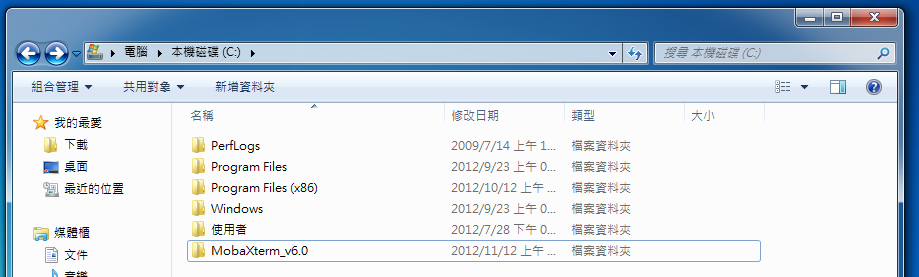 電腦 本機磁碟 (C:)
搜尋 本機磁碟 (C:)
組合管理 共用對象 新增資料夾
名稱 修改日期 類型 大小
我的最愛
下載
桌面
最近的位置
媒體櫃
文件
音樂
PerfLogs 2009/7/14 上午 1... 檔案資料夾
Program Files 2012/9/23 上午 0... 檔案資料夾
Program Files (x86) 2012/10/12 上午 ... 檔案資料夾
Windows 2012/9/23 上午 0... 檔案資料夾
使用者 2012/7/28 下午 0... 檔案資料夾
MobaXterm_v6.0 2012/11/12 上午 ... 檔案資料夾